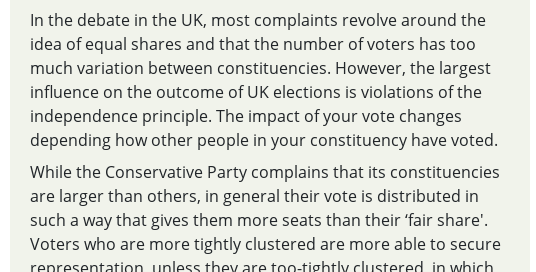 In the debate in the UK, most complaints revolve around the
idea of equal shares and that the number of voters has too
much variation between constituencies. However, the largest
influence on the outcome of UK elections is violations of the
independence principle. The impact of your vote changes
depending how other people in your constituency have voted.
While the Conservative Party complains that its constituencies
are larger than others, in general their vote is distributed in
such a way that gives them more seats than their ‘fair share'.
Voters who are more tightly clustered are more able to secure
representation, unless they are too-tightly clustered, in which